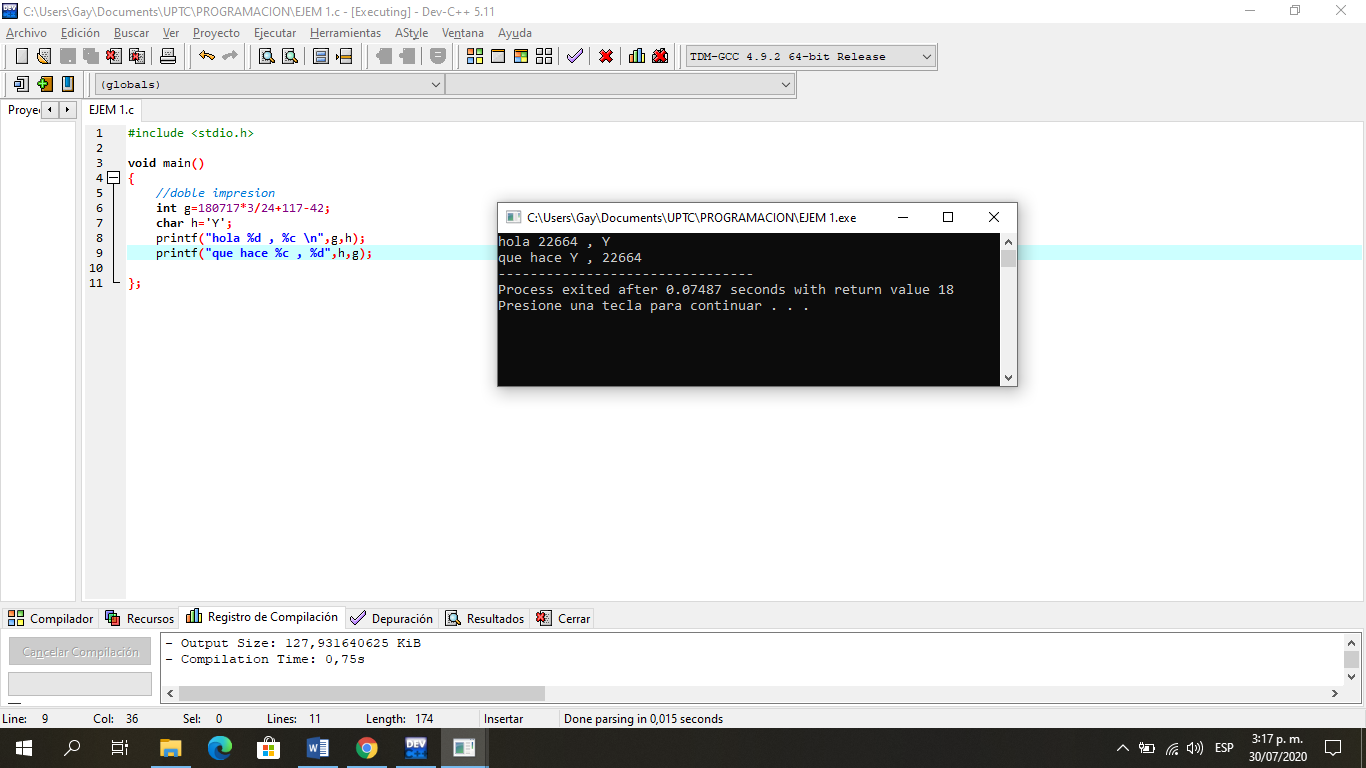 C:\Users\Gay\Documents\UPTC\PROGRAMACION\EJEM 1.c - [Executing] - Dev-C++ 5.11
Archivo Edición Buscar Ver Proyecto Ejecutar Herramientas AStyle Ventana Ayuda
TDM-GCC 4.9.2 64-bit Release
(globals)
Proye EJEM 1.c
1 #include <stdio.h>
2
3 void main()
4 {
5 //doble impresion
6 int g=180717*3/24+117-42;
7 char h='Y';
8 printf("hola %d , %c \n",g,h);
9 printf("que hace %c , %d",h,g);
10
11 };
C:\Users\Gay\Documents\UPTC\PROGRAMACION\EJEM 1.exe
hola 22664 , Y
que hace Y , 22664
--------------------------------
Process exited after 0.07487 seconds with return value 18
Presione una tecla para continuar . . .
Compilador Recursos Registro de Compilación Depuración Resultados Cerrar
Cancelar Compilación
- Output Size: 127,931640625 KiB
- Compilation Time: 0,75s
Line: 9 Col: 36 Sel: 0 Lines: 11 Length: 174 Insertar Done parsing in 0,015 seconds
ESP
3:17 p. m.
30/07/2020